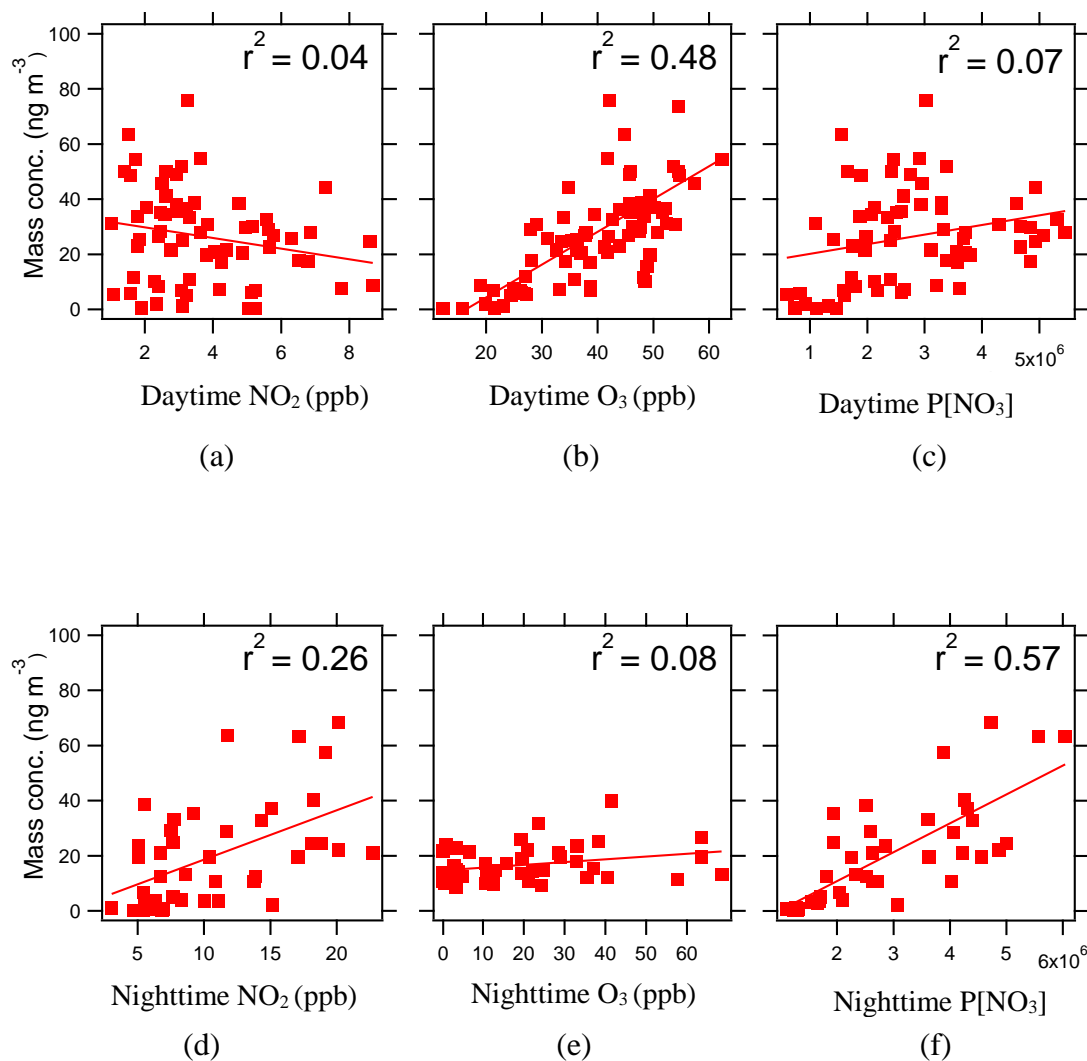 r² = 0.04
r² = 0.48
r² = 0.07
Mass conc. (ng m⁻³)
100
80
60
40
20
0
2 4 6 8
20 30 40 50 60
1 2 3 4 5x10⁶
Daytime NO₂ (ppb)
Daytime O₃ (ppb)
Daytime P[NO₃]
(a)
(b)
(c)
r² = 0.26
r² = 0.08
r² = 0.57
Mass conc. (ng m⁻³)
100
80
60
40
20
0
5 10 15 20
0 10 20 30 40 50 60
2 3 4 5 6x10⁶
Nighttime NO₂ (ppb)
Nighttime O₃ (ppb)
Nighttime P[NO₃]
(d)
(e)
(f)